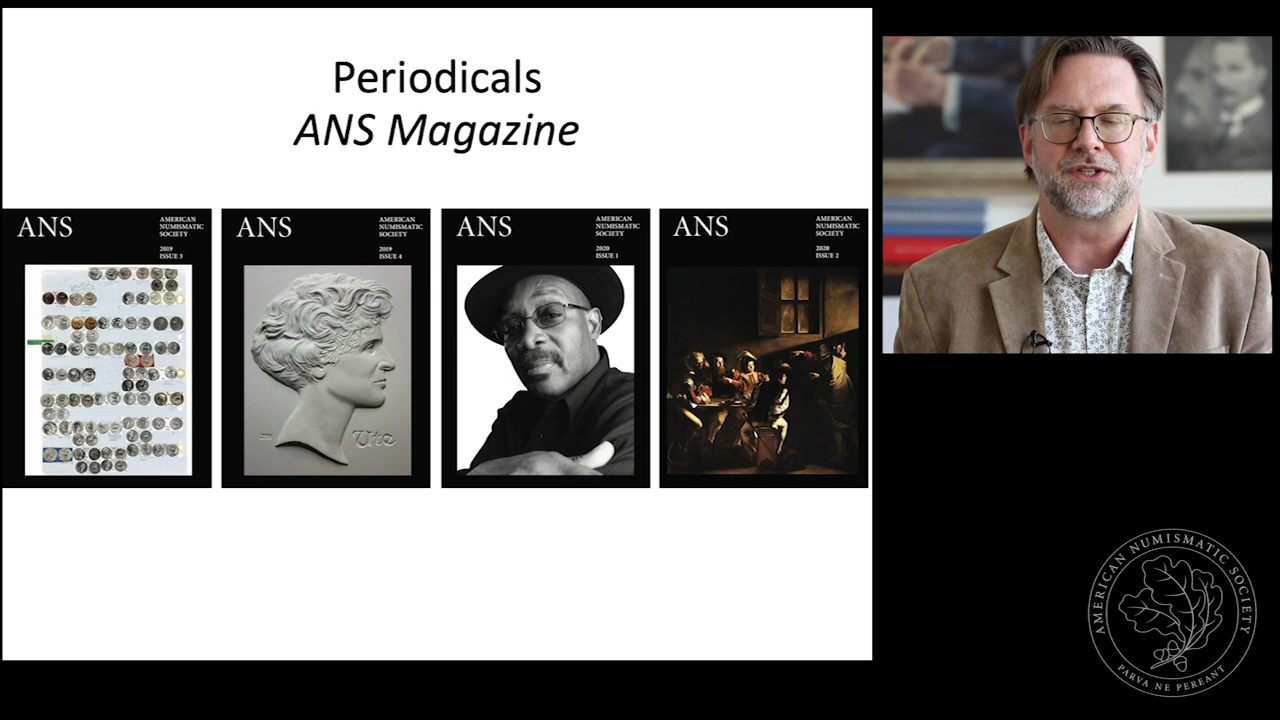 Periodicals
ANS Magazine
ANS
AMERICAN
NUMISMATIC
SOCIETY
2019
ISSUE 3
ANS
AMERICAN
NUMISMATIC
SOCIETY
2019
ISSUE 4
Ute
ANS
AMERICAN
NUMISMATIC
SOCIETY
2020
ISSUE 1
ANS
AMERICAN
NUMISMATIC
SOCIETY
2020
ISSUE 2
AMERICAN NUMISMATIC SOCIETY
PARVA NE PEREANT